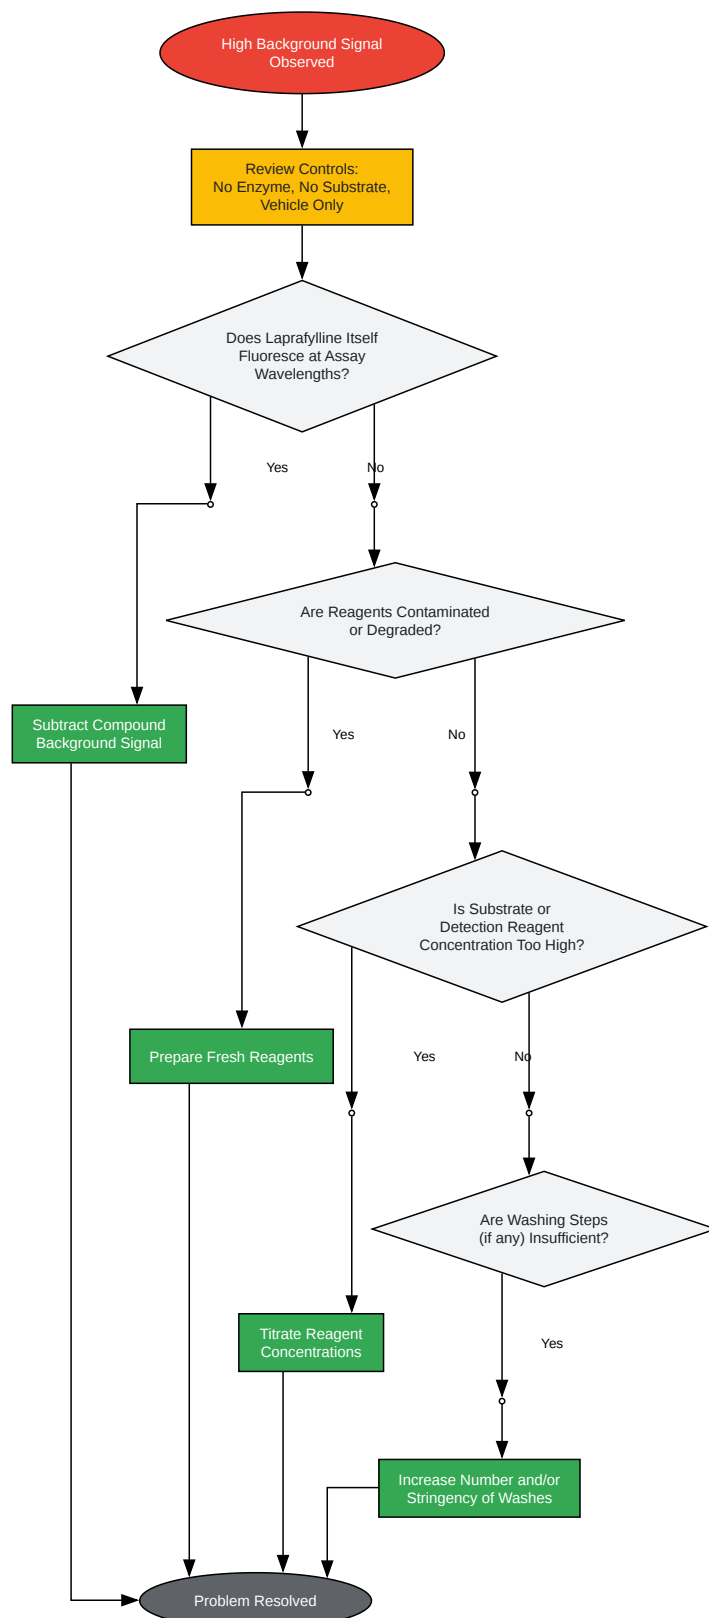 High Background Signal
Observed
Review Controls:
No Enzyme, No Substrate,
Vehicle Only
Does Laprafylline Itself
Fluoresce at Assay
Wavelengths?
Yes
No
Are Reagents Contaminated
or Degraded?
Subtract Compound
Background Signal
Yes
No
Is Substrate or
Detection Reagent
Concentration Too High?
Prepare Fresh Reagents
Yes
No
Are Washing Steps
(if any) Insufficient?
Titrate Reagent
Concentrations
Yes
Increase Number and/or
Stringency of Washes
Problem Resolved